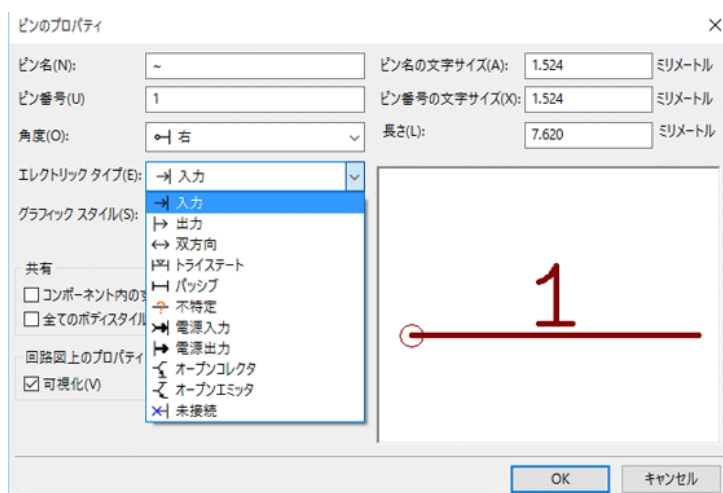 ピンのプロパティ
ピン名(N):
~
ピン名の文字サイズ(A):
1.524
ミリメートル
ピン番号(U)
1
ピン番号の文字サイズ(X):
1.524
ミリメートル
角度(O):
右
長さ(L):
7.620
ミリメートル
エレクトリック タイプ(E):
入力
グラフィック スタイル(S):
入力
出力
双方向
トライステート
パッシブ
不特定
電源入力
電源出力
オープンコレクタ
オープンエミッタ
未接続
共有
コンポーネント内の
全てのボディスタイル
回路図上のプロパティ
可視化(V)
1
OK
キャンセル